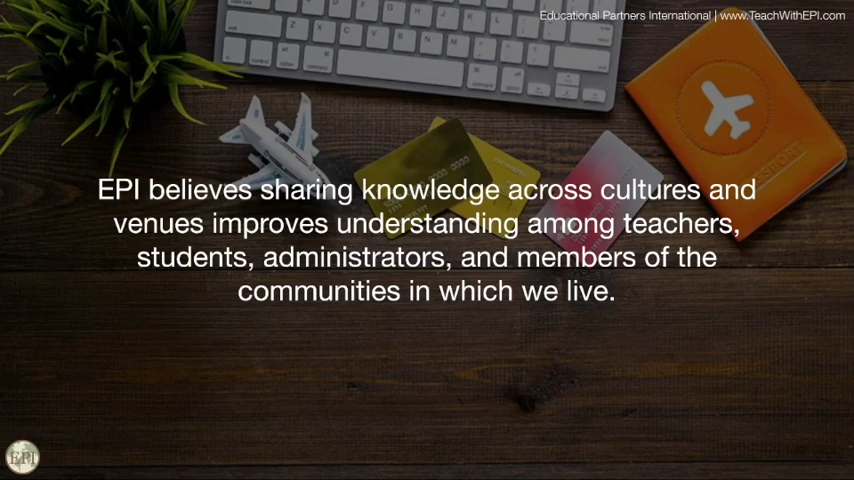 Educational Partners International | www.TeachWithEPI.com
EPI believes sharing knowledge across cultures and
venues improves understanding among teachers,
students, administrators, and members of the
communities in which we live.
EPI